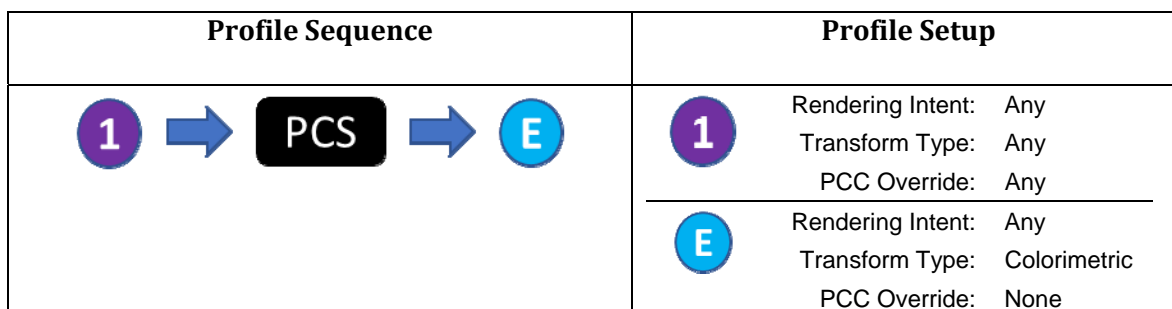 Profile Sequence
Profile Setup
1 PCS E
1
Rendering Intent: Any
Transform Type: Any
PCC Override: Any
E
Rendering Intent: Any
Transform Type: Colorimetric
PCC Override: None